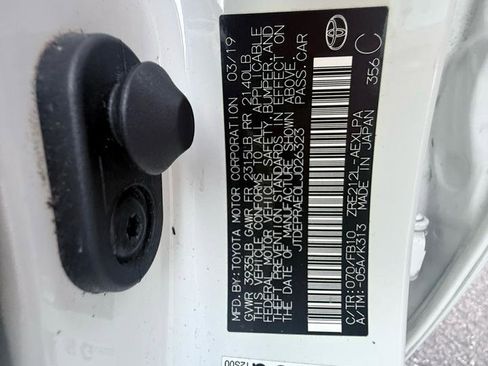 MFD. BY: TOYOTA MOTOR CORPORATION 03/19
GVWR 3935LB GAWR FR 2315LB RR 2140LB
THIS VEHICLE CONFORMS TO ALL APPLICABLE
FEDERAL MOTOR VEHICLE SAFETY, BUMPER, AND
THEFT PREVENTION STANDARDS IN EFFECT ON
THE DATE OF MANUFACTURE SHOWN ABOVE.
JTDEPRAE0LJ026323 PASS. CAR
C/TR: 070/FB10 ZRE212L-AEXLPA
A/TM: -05A/K313 MADE IN JAPAN
356 C
TOYOTA
12S00